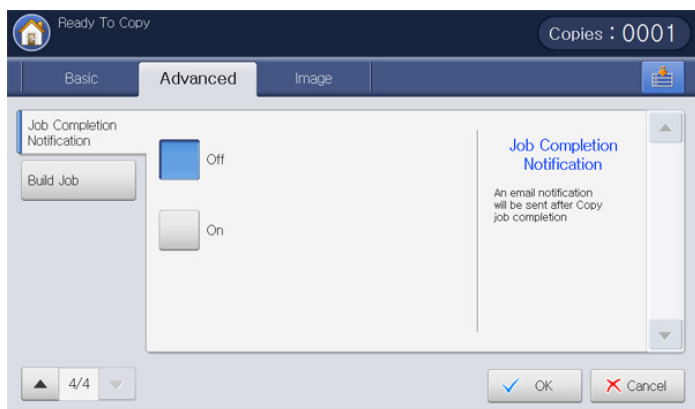 Ready To Copy
Copies : 0001
Basic
Advanced
Image
Job Completion
Notification
Build Job
Off
On
Job Completion
Notification
An email notification
will be sent after Copy
job completion
4/4
OK
Cancel